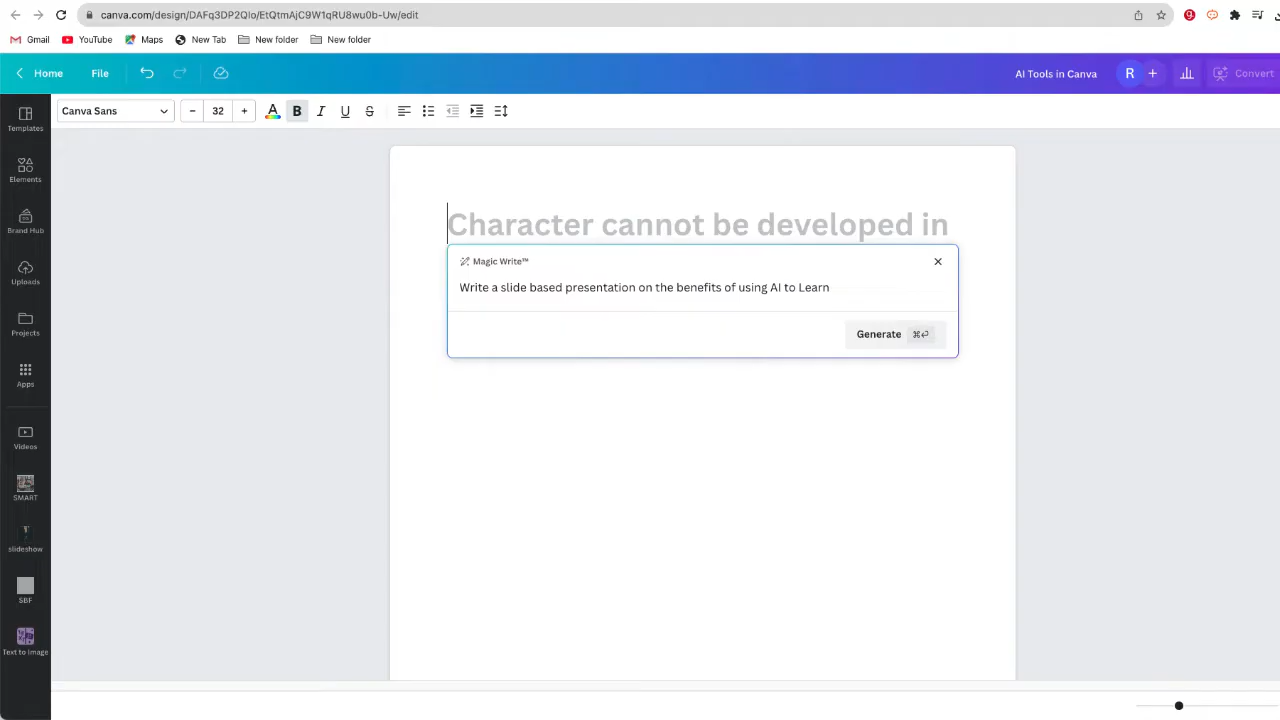 canva.com/design/DAFq3DP2QIo/EtQtmAjC9W1qRU8wu0b-Uw/edit
Gmail YouTube Maps New Tab New folder New folder
Home File AI Tools in Canva R + Convert
Canva Sans − 32 + A B I U S
Templates
Elements
Brand Hub
Uploads
Projects
Apps
Videos
SMART
slideshow
SBF
Text to Image
Character cannot be developed in
Magic Write™
Write a slide based presentation on the benefits of using AI to Learn
Generate ⌘⏎